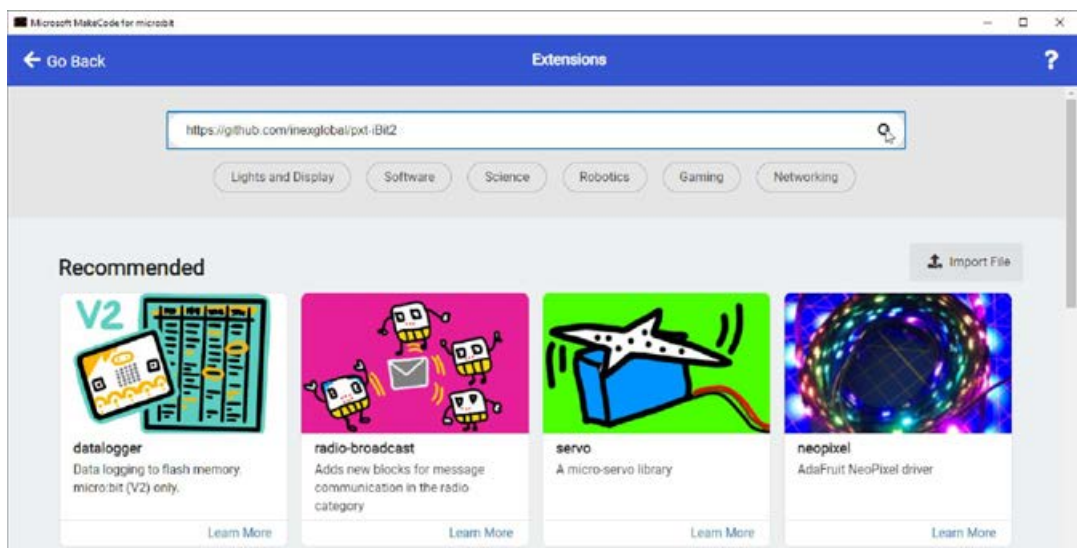 Microsoft MakeCode for micro:bit
Go Back
Extensions
?
https://github.com/inexglobal/pxt-iBit2
Lights and Display
Software
Science
Robotics
Gaming
Networking
Recommended
Import File
V2
datalogger
Data logging to flash memory.
micro:bit (V2) only.
Learn More
radio-broadcast
Adds new blocks for message
communication in the radio
category
Learn More
servo
A micro-servo library
Learn More
neopixel
AdaFruit NeoPixel driver
Learn More